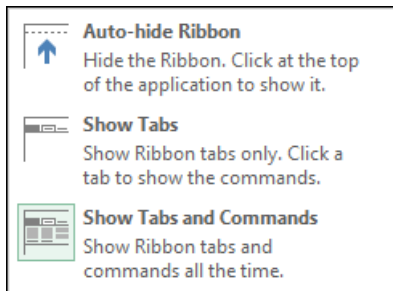 Auto-hide Ribbon
Hide the Ribbon. Click at the top
of the application to show it.
Show Tabs
Show Ribbon tabs only. Click a
tab to show the commands.
Show Tabs and Commands
Show Ribbon tabs and
commands all the time.